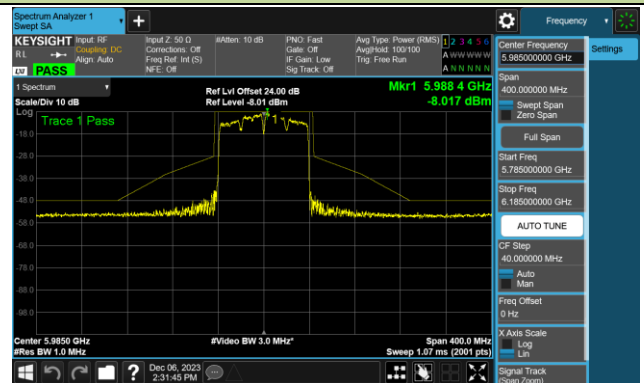 Spectrum Analyzer 1
Swept SA
Frequency
KEYSIGHT
RL
PASS
Input: RF
Coupling: DC
Align: Auto
Input Z: 50 Ω
Corrections: Off
Freq Ref: Int (S)
NFE: Off
#Atten: 10 dB
PNO: Fast
Gate: Off
IF Gain: Low
Sig Track: Off
Avg Type: Power (RMS)
Avg|Hold: 100/100
Trig: Free Run
1 2 3 4 5 6
A W W W W W
A N N N N N
1 Spectrum
Scale/Div 10 dB
Log
Ref Lvl Offset 24.00 dB
Ref Level -8.01 dBm
Mkr1 5.988 4 GHz
-8.017 dBm
Trace 1 Pass
1
-18.0
-28.0
-38.0
-48.0
-58.0
-68.0
-78.0
-88.0
-98.0
Center 5.9850 GHz
#Res BW 1.0 MHz
#Video BW 3.0 MHz*
Span 400.0 MHz
Sweep 1.07 ms (2001 pts)
Dec 06, 2023
2:31:45 PM
Center Frequency
5.985000000 GHz
Span
400.000000 MHz
Swept Span
Zero Span
Full Span
Start Freq
5.785000000 GHz
Stop Freq
6.185000000 GHz
AUTO TUNE
CF Step
40.000000 MHz
Auto
Man
Freq Offset
0 Hz
X Axis Scale
Log
Lin
Signal Track
(Span Zoom)
Settings